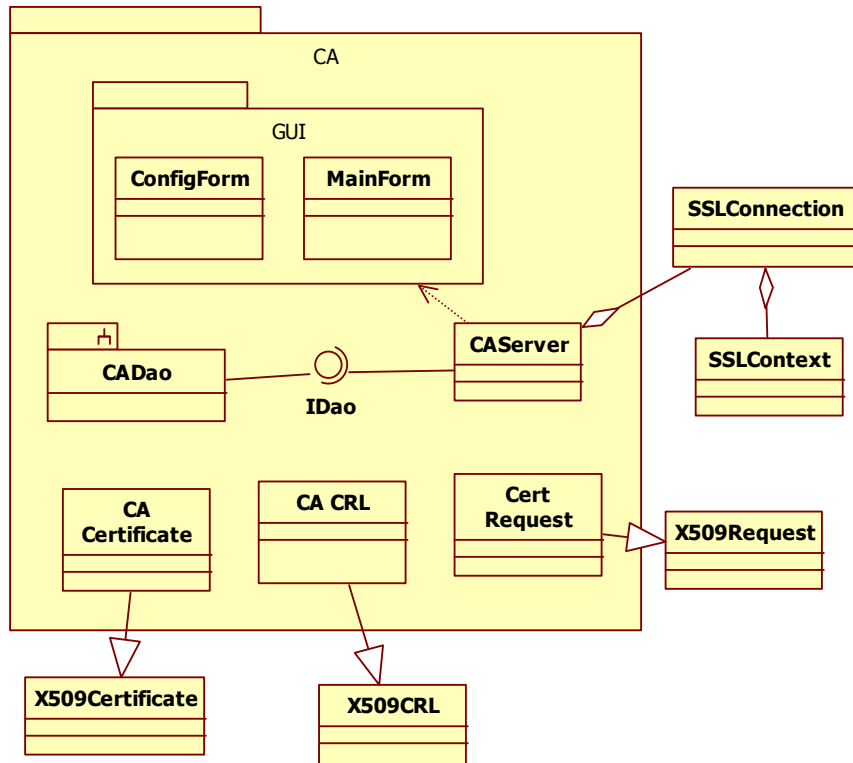 CA
GUI
ConfigForm
MainForm
SSLConnection
CAServer
SSLContext
CADao
IDao
CA
Certificate
CA CRL
Cert
Request
X509Request
X509Certificate
X509CRL